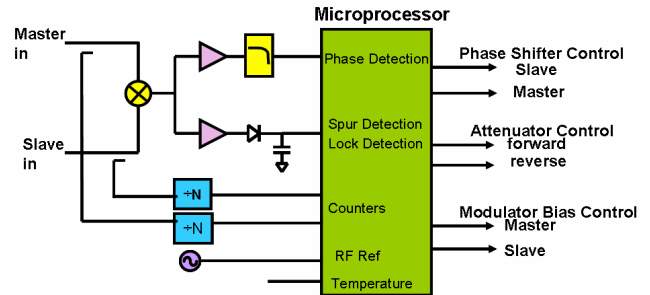 Microprocessor
Master
in
Slave
in
÷N
÷N
Phase Detection
Spur Detection
Lock Detection
Counters
RF Ref
Temperature
Phase Shifter Control
Slave
Master
Attenuator Control
forward
reverse
Modulator Bias Control
Master
Slave